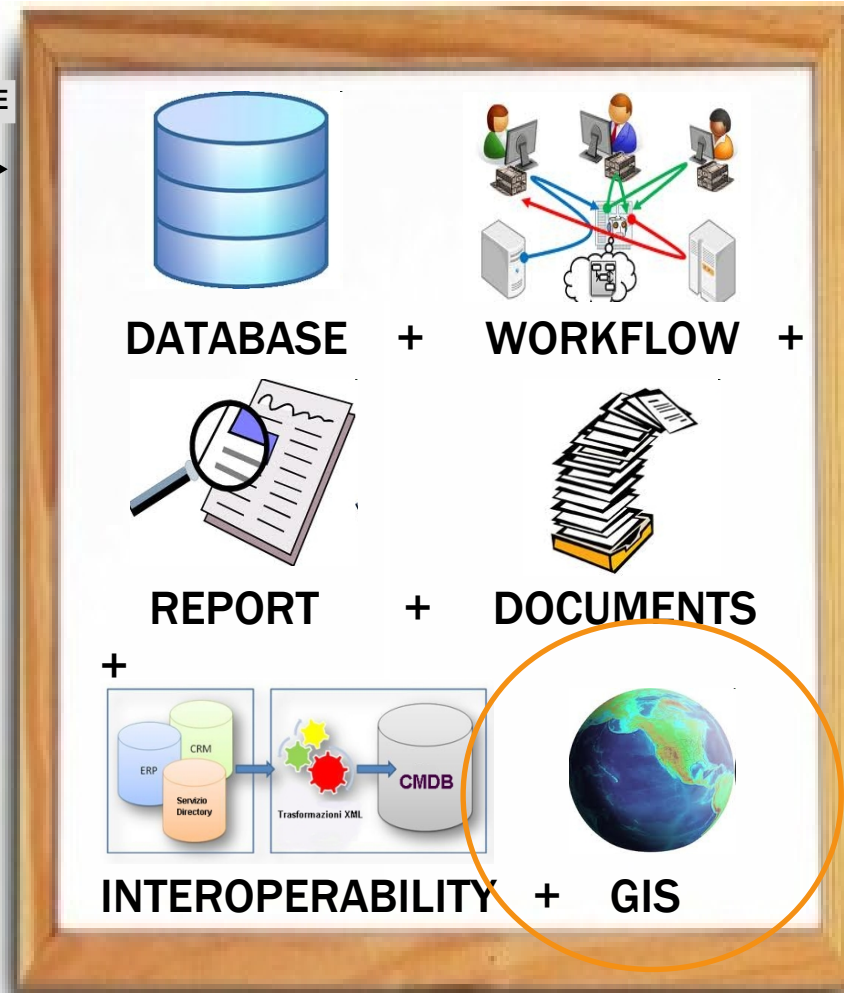 E
DATABASE + WORKFLOW +
REPORT + DOCUMENTS
+
CRM
ERP
Servizio
Directory
Trasformazioni XML
CMDB
INTEROPERABILITY + GIS